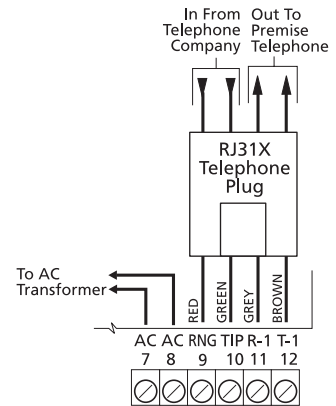 In From
Telephone
Company
Out To
Premise
Telephone
RJ31X
Telephone
Plug
RED
GREEN
GREY
BROWN
To AC
Transformer
AC AC RNG TIP R-1 T-1
7 8 9 10 11 12